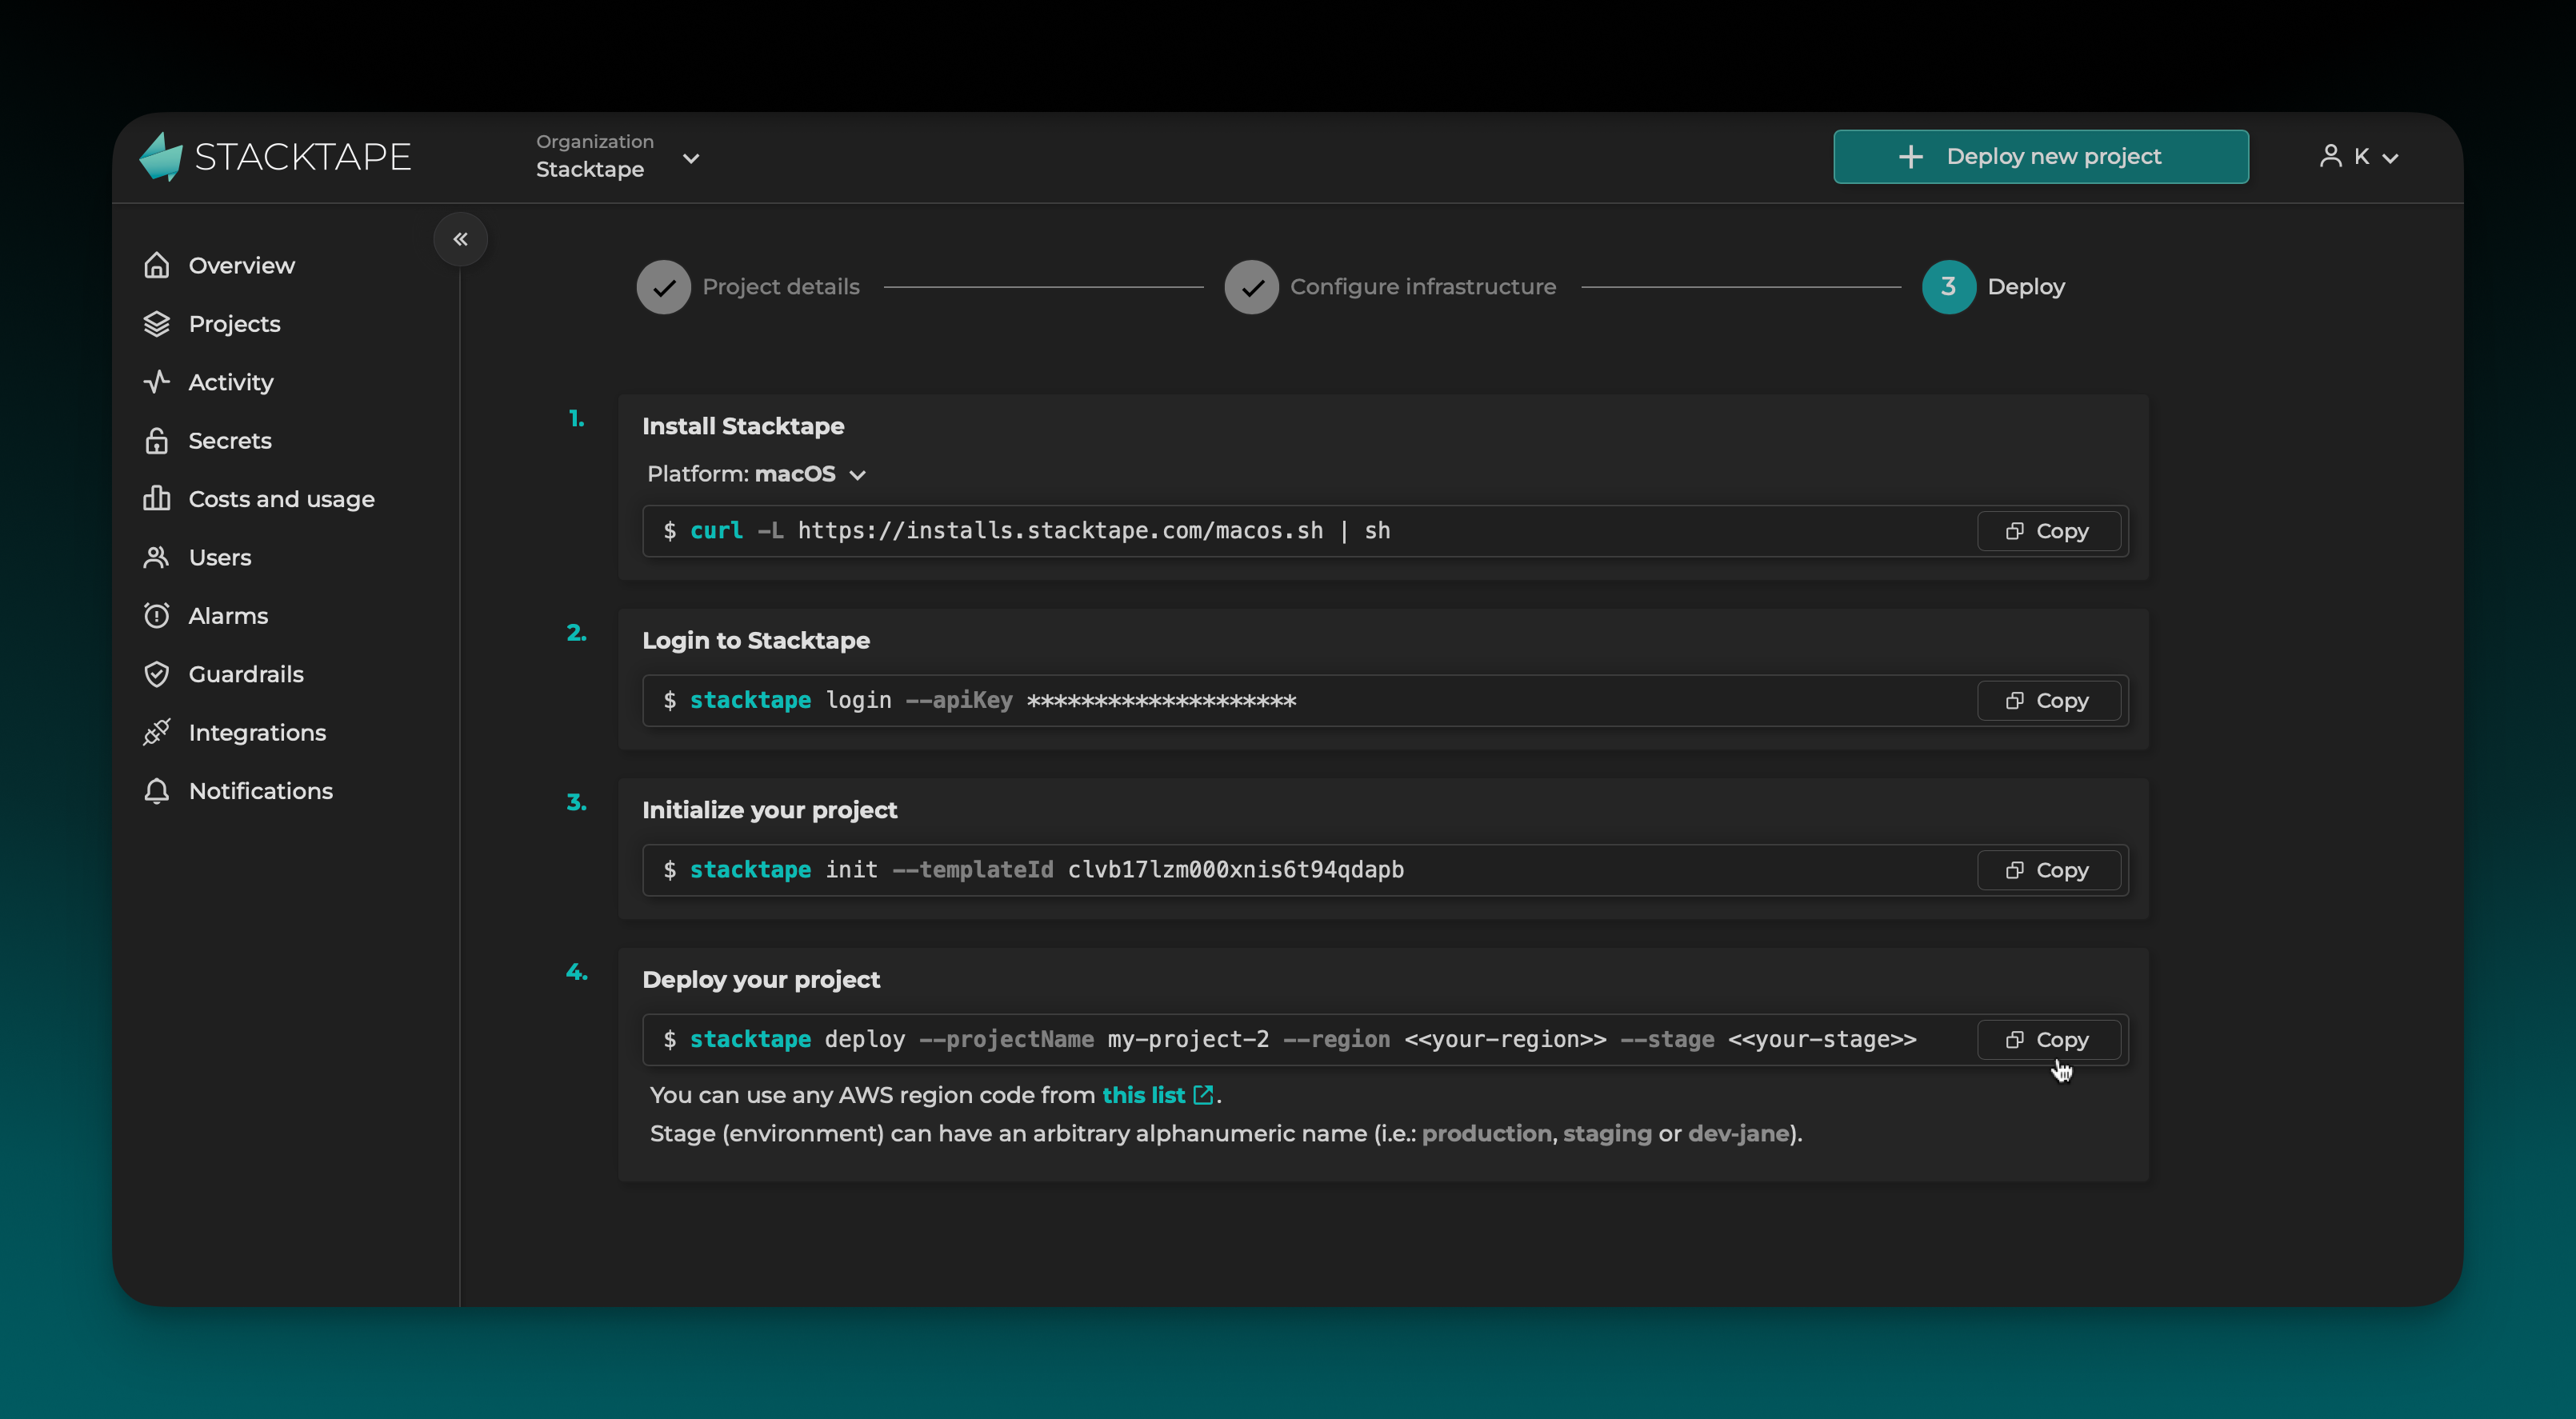 STACKTAPE
Organization
Stacktape
Deploy new project
K
Overview
Projects
Activity
Secrets
Costs and usage
Users
Alarms
Guardrails
Integrations
Notifications
Project details
Configure infrastructure
3 Deploy
1. Install Stacktape
Platform: macOS
$ curl -L https://installs.stacktape.com/macos.sh | sh
Copy
2. Login to Stacktape
$ stacktape login --apiKey ********************
Copy
3. Initialize your project
$ stacktape init --templateId clvb17lzm000xnis6t94qdapb
Copy
4. Deploy your project
$ stacktape deploy --projectName my-project-2 --region <<your-region>> --stage <<your-stage>>
Copy
You can use any AWS region code from this list.
Stage (environment) can have an arbitrary alphanumeric name (i.e.: production, staging or dev-jane).